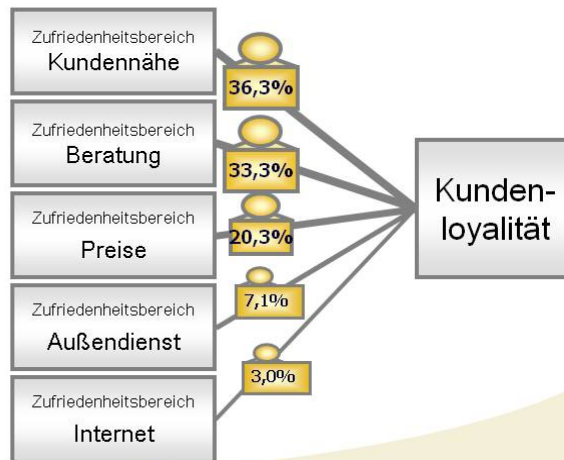 Zufriedenheitsbereich
Kundennähe
36,3%
Zufriedenheitsbereich
Beratung
33,3%
Zufriedenheitsbereich
Preise
20,3%
Zufriedenheitsbereich
Außendienst
7,1%
Zufriedenheitsbereich
Internet
3,0%
Kunden-
loyalität